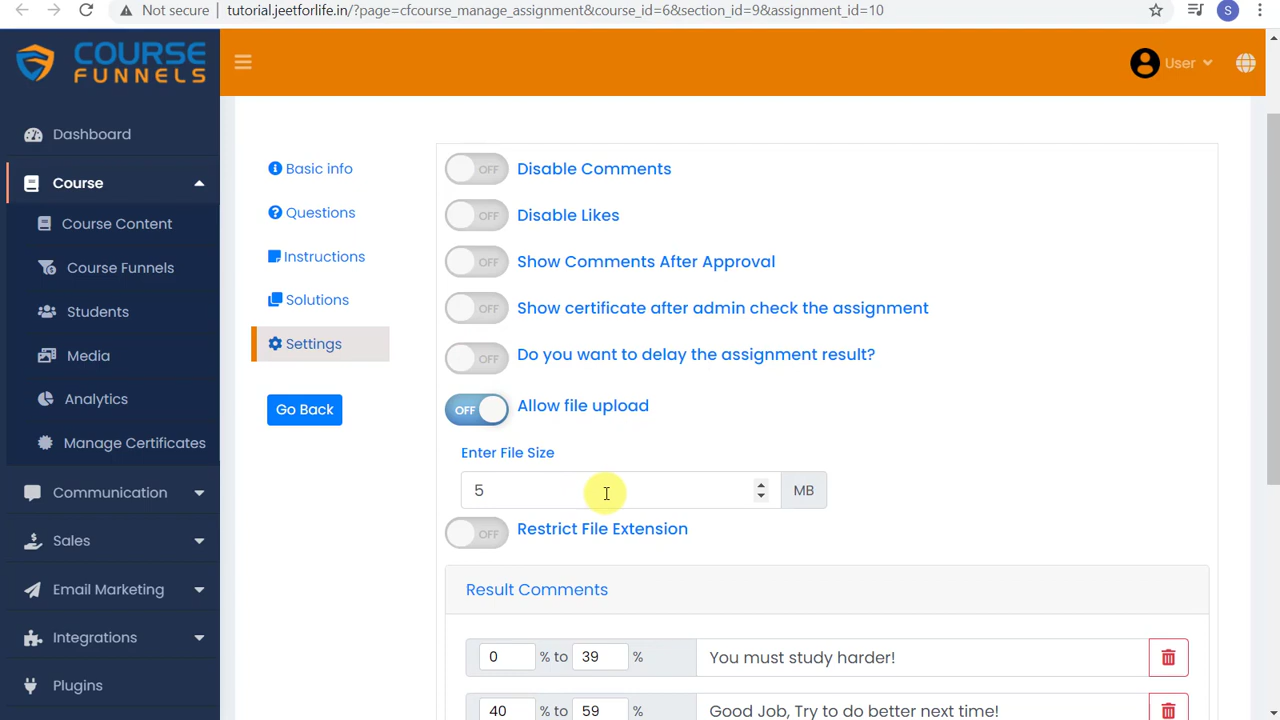 Not secure
tutorial.jeetforlife.in/?page=cfcourse_manage_assignment&course_id=6&section_id=9&assignment_id=10
S
COURSE
FUNNELS
User
Dashboard
Course
Course Content
Course Funnels
Students
Media
Analytics
Manage Certificates
Communication
Sales
Email Marketing
Integrations
Plugins
Basic info
Questions
Instructions
Solutions
Settings
Go Back
OFF Disable Comments
OFF Disable Likes
OFF Show Comments After Approval
OFF Show certificate after admin check the assignment
OFF Do you want to delay the assignment result?
OFF Allow file upload
Enter File Size
5 MB
OFF Restrict File Extension
Result Comments
0 % to 39 % You must study harder!
40 % to 59 % Good Job, Try to do better next time!